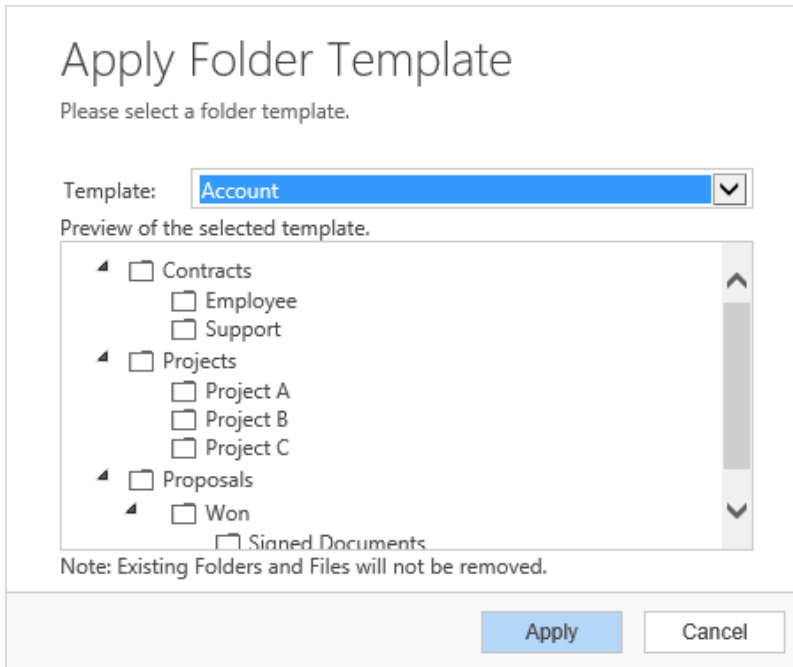 Apply Folder Template
Please select a folder template.
Template: Account
Preview of the selected template.
Contracts
Employee
Support
Projects
Project A
Project B
Project C
Proposals
Won
Signed Documents
Note: Existing Folders and Files will not be removed.
Apply Cancel